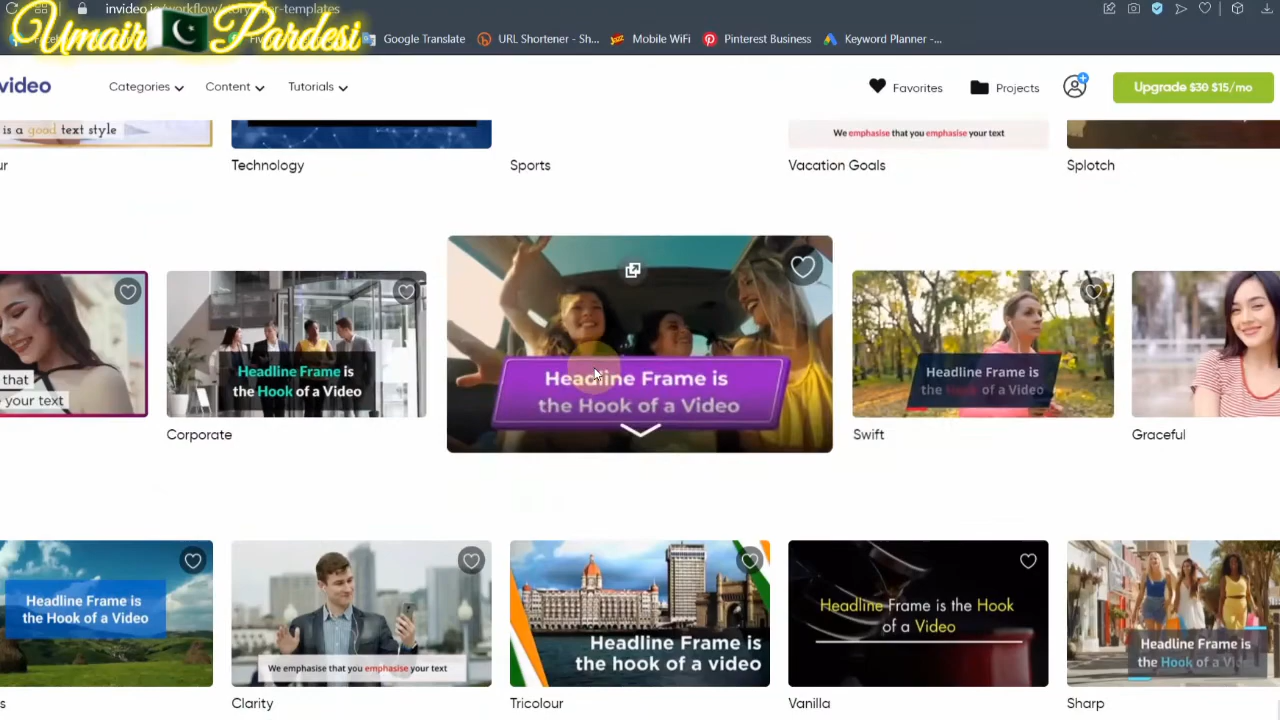 invideo.io/workflow/
-templates
Umair Pardesi
Google Translate
URL Shortener - Sh...
Mobile WiFi
Pinterest Business
Keyword Planner -...
video
Categories
Content
Tutorials
Favorites
Projects
Upgrade $30 $15/mo
is a good text style
We emphasise that you emphasise your text
ur
Technology
Sports
Vacation Goals
Splotch
that
e your text
Headline Frame is
the Hook of a Video
Corporate
Headline Frame is
the Hook of a Video
Headline Frame is
the Hook of a Video
Swift
Graceful
Headline Frame is
the Hook of a Video
We emphasise that you emphasise your text
Headline Frame is
the hook of a video
Headline Frame is the Hook
of a Video
Headline Frame is
the Hook of a Video
s
Clarity
Tricolour
Vanilla
Sharp